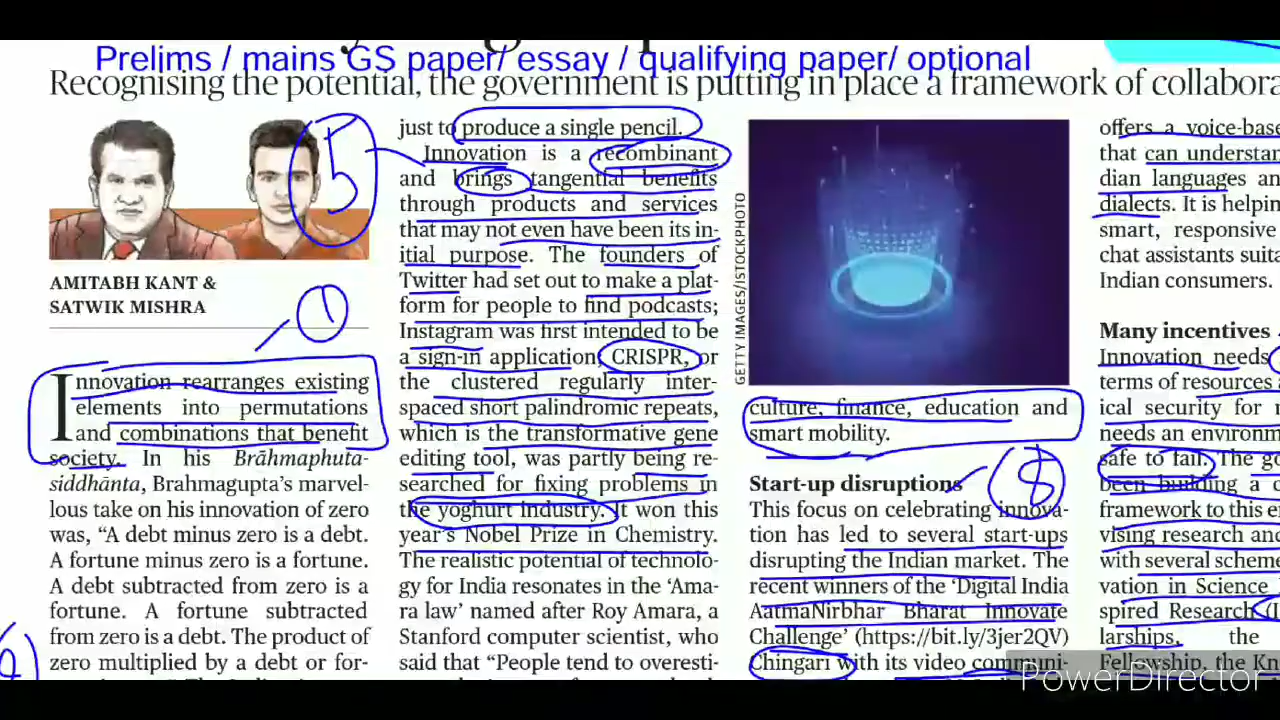 Prelims / mains GS paper/ essay / qualifying paper/ optional
Recognising the potential, the government is putting in place a framework of collabora
AMITABH KANT &
SATWIK MISHRA
1
Innovation rearranges existing
elements into permutations
and combinations that benefit
society. In his Brāhmaphuta-
siddhānta, Brahmagupta's marvel-
lous take on his innovation of zero
was, “A debt minus zero is a debt.
A fortune minus zero is a fortune.
A debt subtracted from zero is a
fortune. A fortune subtracted
from zero is a debt. The product of
zero multiplied by a debt or for-
5
just to produce a single pencil.
Innovation is a recombinant
and brings tangential benefits
through products and services
that may not even have been its in-
itial purpose. The founders of
Twitter had set out to make a plat-
form for people to find podcasts;
Instagram was first intended to be
a sign-in application; CRISPR, or
the clustered regularly inter-
spaced short palindromic repeats,
which is the transformative gene
editing tool, was partly being re-
searched for fixing problems in
the yoghurt industry. It won this
year's Nobel Prize in Chemistry.
The realistic potential of technolo-
gy for India resonates in the ‘Ama-
ra law’ named after Roy Amara, a
Stanford computer scientist, who
said that “People tend to overesti-
GETTY IMAGES/ISTOCKPHOTO
culture, finance, education and
smart mobility.
8
Start-up disruptions
This focus on celebrating innova-
tion has led to several start-ups
disrupting the Indian market. The
recent winners of the ‘Digital India
AatmaNirbhar Bharat Innovate
Challenge’ (https://bit.ly/3jer2QV)
Chingari with its video communi-
offers a voice-base
that can understan
dian languages an
dialects. It is helpin
smart, responsive
chat assistants suita
Indian consumers.
Many incentives
Innovation needs
terms of resources
ical security for
needs an environm
safe to fail. The go
been building a c
framework to this e
vising research and
with several scheme
vation in Science
spired Research (I
larships, the
Fellowship, the Kn
PowerDirector